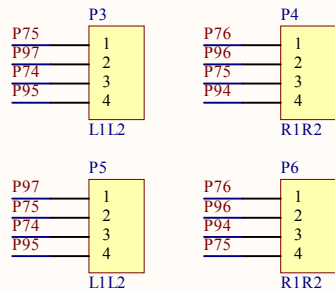 P3
P75 1
P97 2
P74 3
P95 4
L1L2
P4
P76 1
P96 2
P75 3
P94 4
R1R2
P5
P97 1
P75 2
P74 3
P95 4
L1L2
P6
P76 1
P96 2
P94 3
P75 4
R1R2